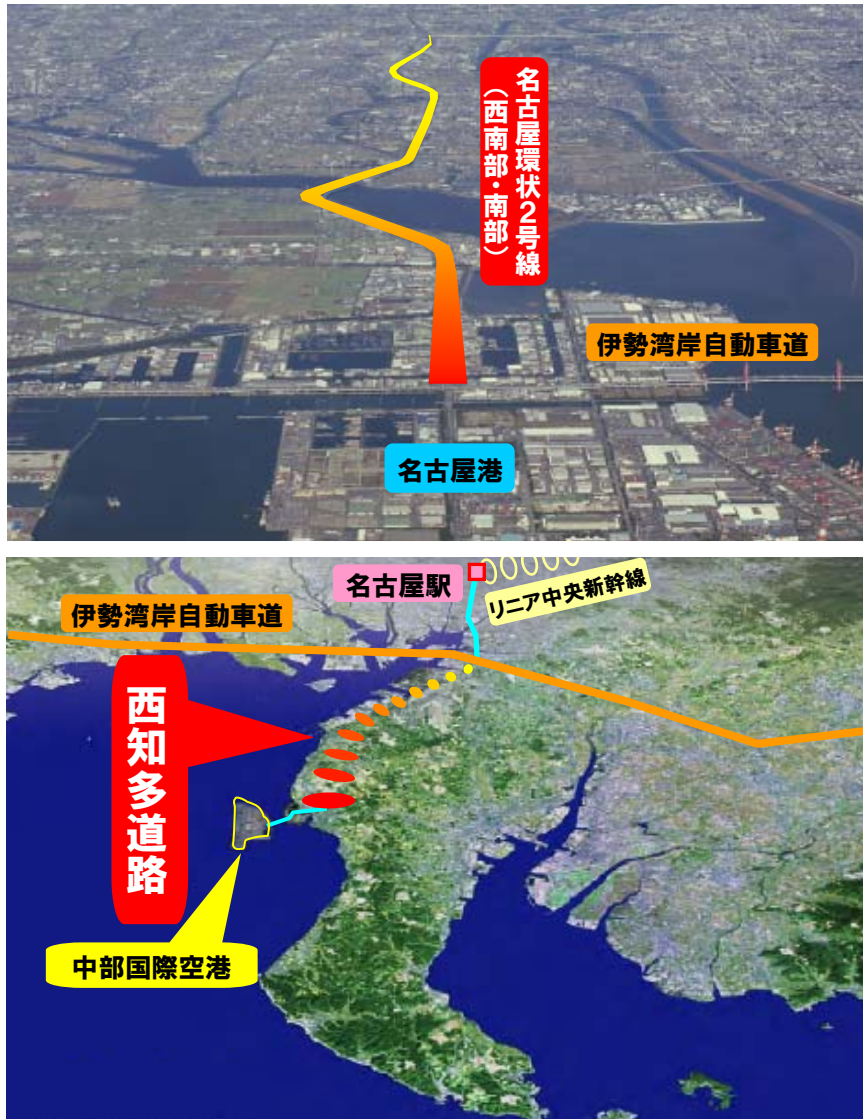 名古屋環状2号線
（西南部・南部）
伊勢湾岸自動車道
名古屋港
名古屋駅
リニア中央新幹線
伊勢湾岸自動車道
西知多道路
中部国際空港